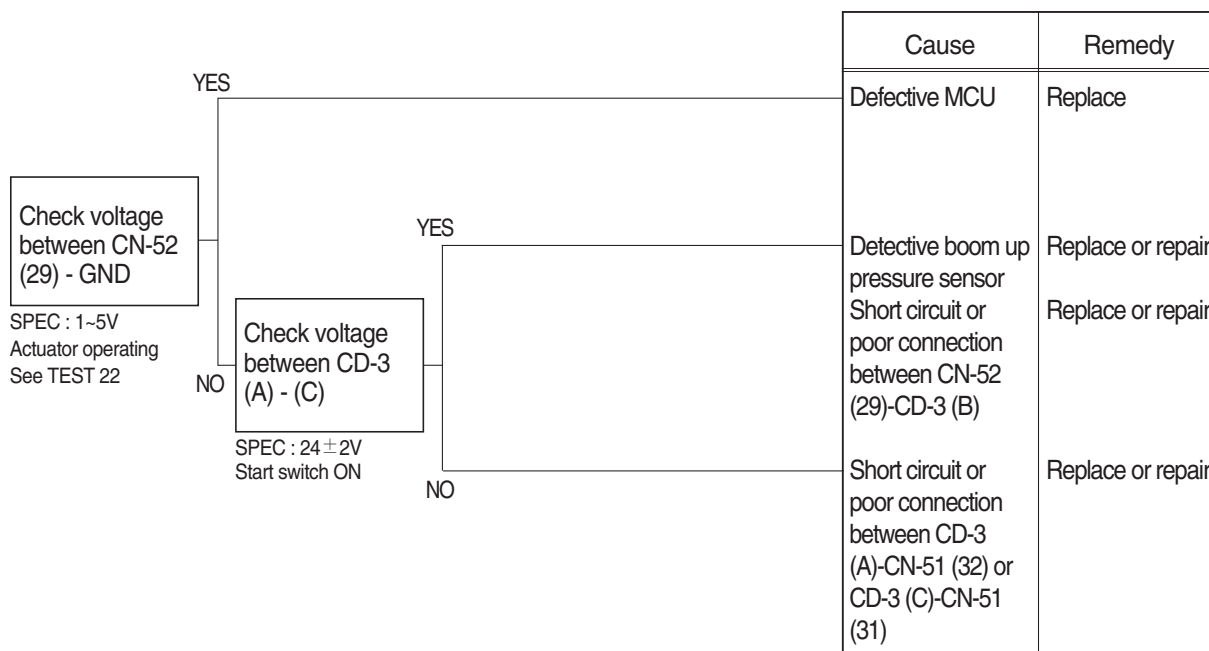 Cause
Remedy
YES
Defective MCU
Replace
Check voltage
between CN-52
(29) - GND
SPEC : 1~5V
Actuator operating
See TEST 22
YES
Detective boom up
pressure sensor
Replace or repair
NO
Check voltage
between CD-3
(A) - (C)
SPEC : 24±2V
Start switch ON
Short circuit or
poor connection
between CN-52
(29)-CD-3 (B)
Replace or repair
NO
Short circuit or
poor connection
between CD-3
(A)-CN-51 (32) or
CD-3 (C)-CN-51
(31)
Replace or repair